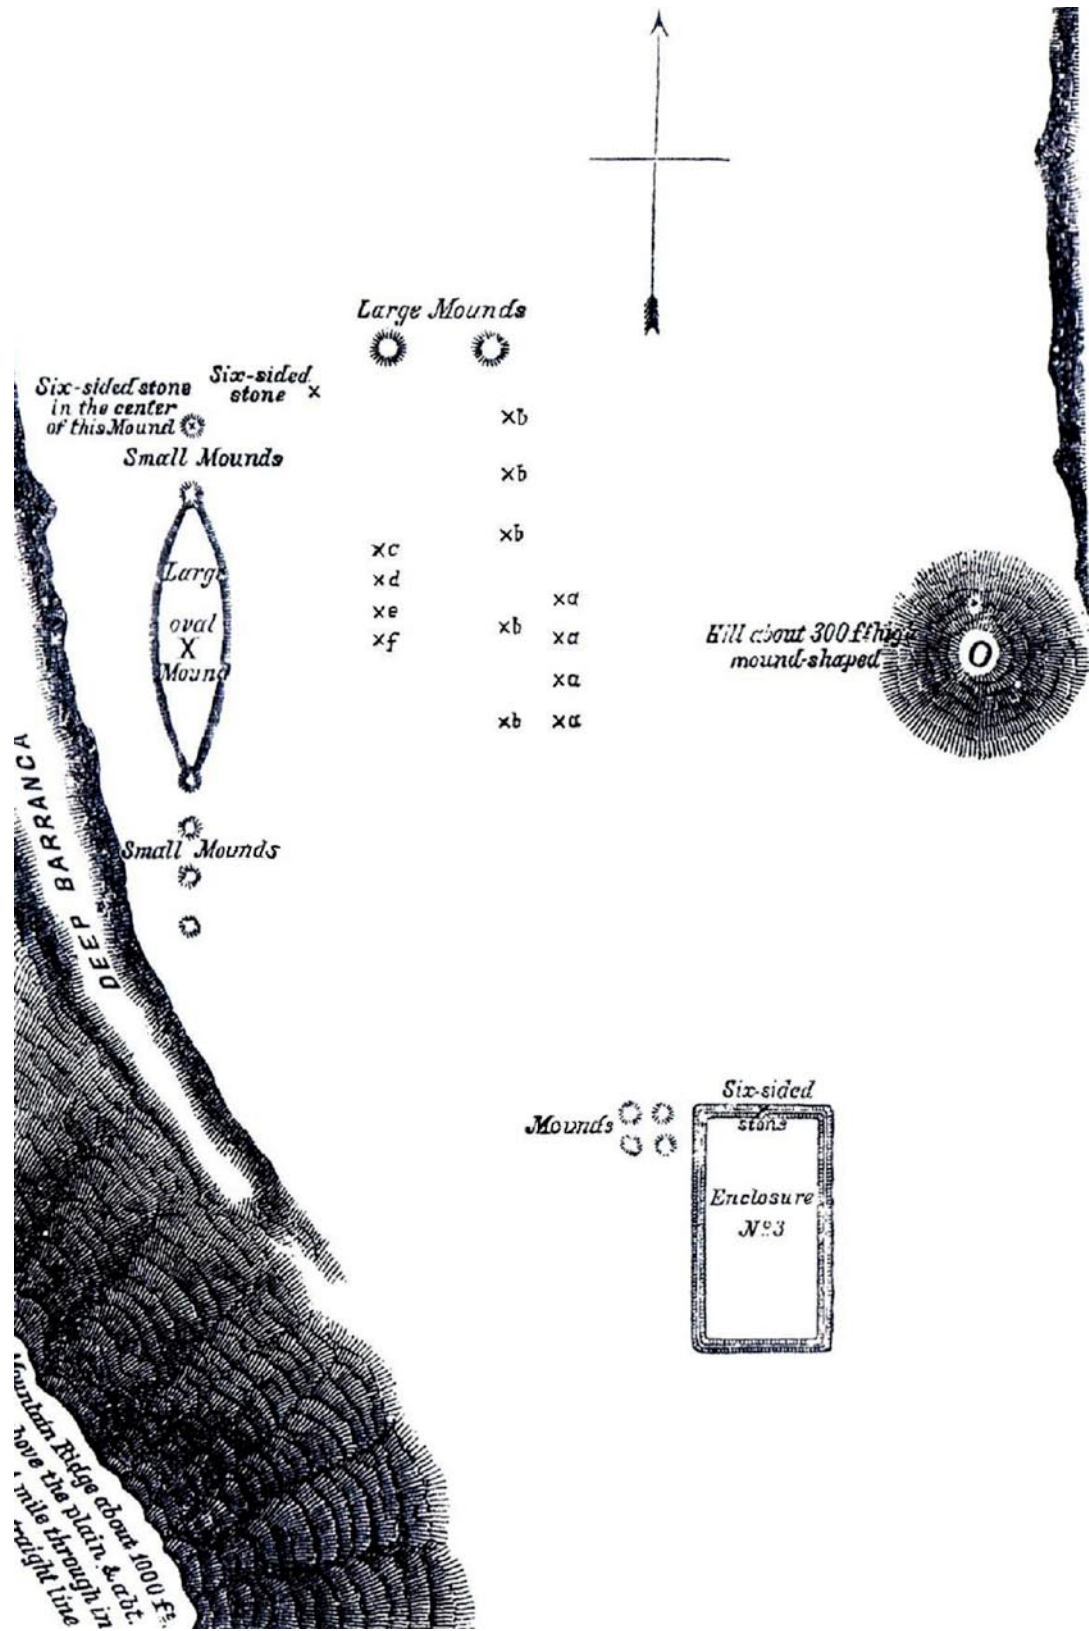 Large Mounds
Six-sided stone
in the center
of this Mound
Six-sided
stone x
Small Mounds
xb
xb
xb
xc
xd
xe
xf
xa
xa
xa
xa
xb
xb
Large
oval
X
Mound
Hill about 300 ft high
mound-shaped
O
DEEP BARRANCA
Small Mounds
Mounds
Six-sided
stone
Enclosure
No. 3
Mountain Ridge about 1000 ft.
bove the plain & abt.
mile through in
traight line